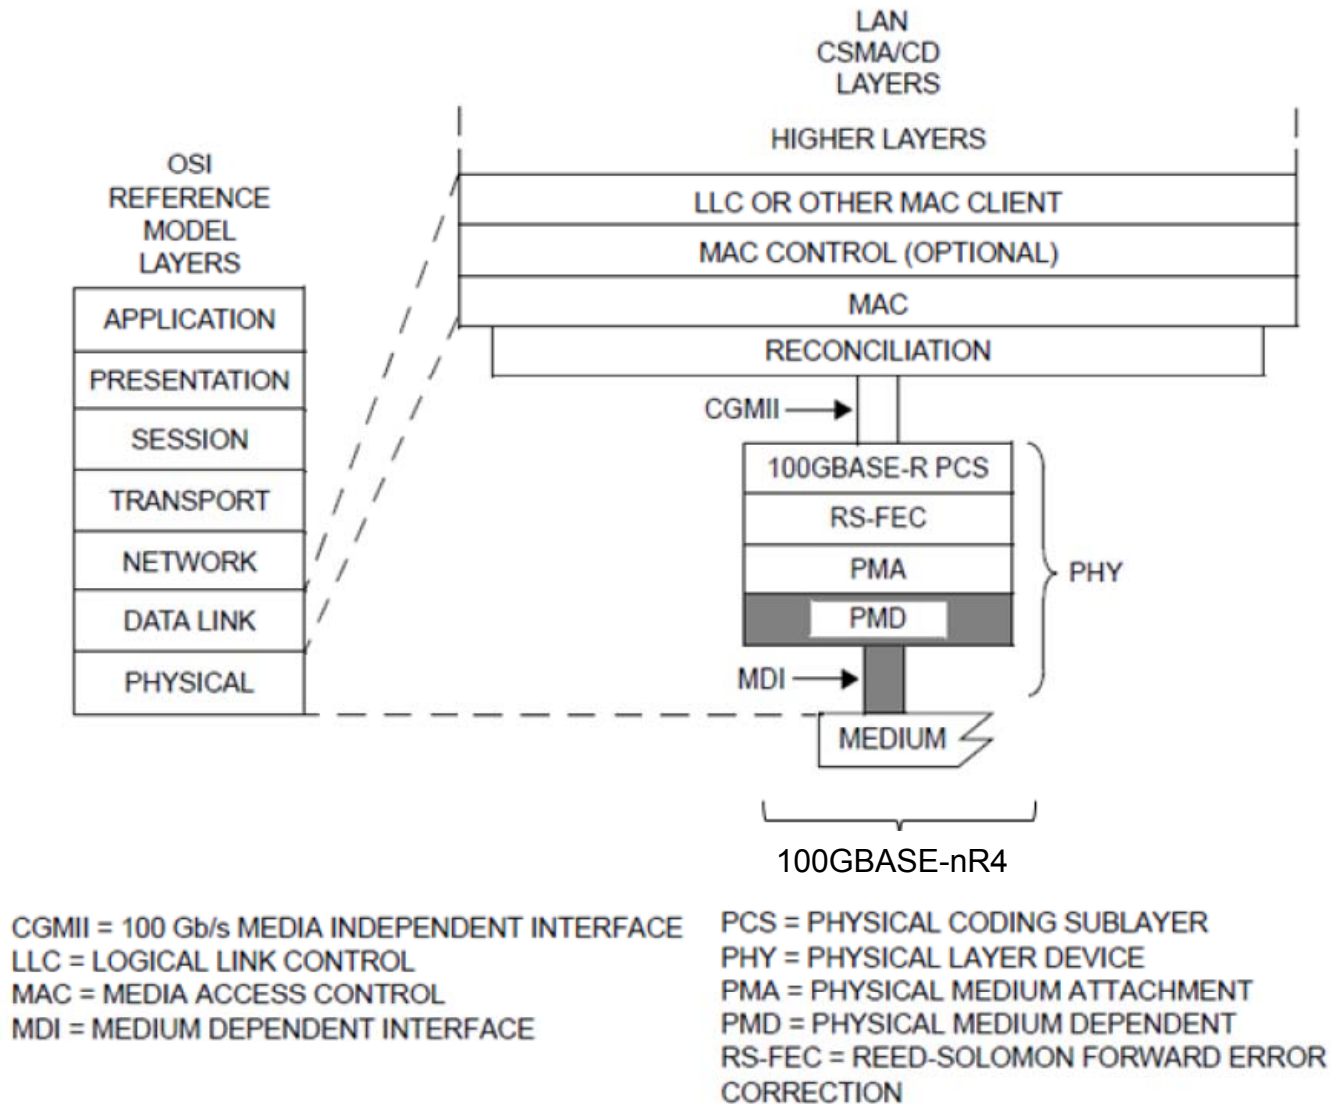 LAN
CSMA/CD
LAYERS
HIGHER LAYERS
OSI
REFERENCE
MODEL
LAYERS
LLC OR OTHER MAC CLIENT
MAC CONTROL (OPTIONAL)
MAC
RECONCILIATION
APPLICATION
PRESENTATION
SESSION
TRANSPORT
NETWORK
DATA LINK
PHYSICAL
CGMII
100GBASE-R PCS
RS-FEC
PMA
PMD
PHY
MDI
MEDIUM
100GBASE-nR4
CGMII = 100 Gb/s MEDIA INDEPENDENT INTERFACE
LLC = LOGICAL LINK CONTROL
MAC = MEDIA ACCESS CONTROL
MDI = MEDIUM DEPENDENT INTERFACE
PCS = PHYSICAL CODING SUBLAYER
PHY = PHYSICAL LAYER DEVICE
PMA = PHYSICAL MEDIUM ATTACHMENT
PMD = PHYSICAL MEDIUM DEPENDENT
RS-FEC = REED-SOLOMON FORWARD ERROR
CORRECTION